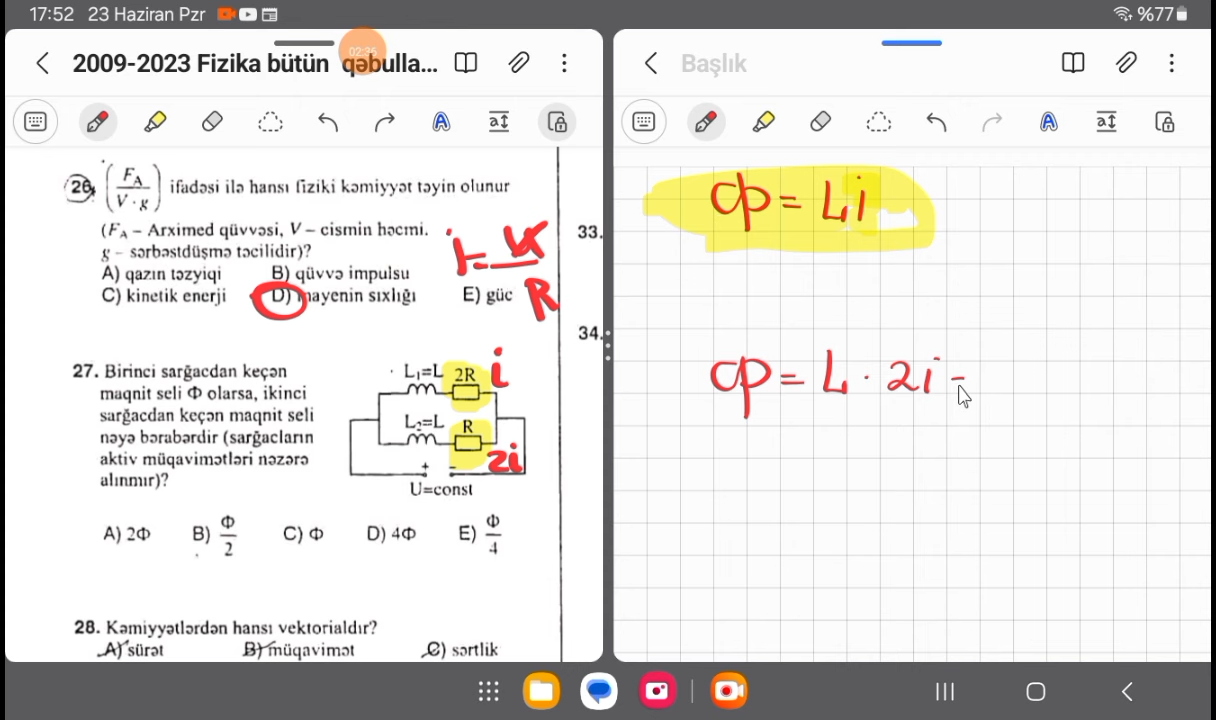 17:52 23 Haziran Pzr %77
02:36
2009-2023 Fizika bütün qəbulla...
Başlık
26. (F_A / V · g) ifadəsi ilə hansı fiziki kəmiyyət təyin olunur
(F_A – Arximed qüvvəsi, V – cismin həcmi.
g – sərbəstdüşmə təcilidir)?
A) qazın təzyiqi B) qüvvə impulsu
C) kinetik enerji D) mayenin sıxlığı E) güc
R
33.
34.
27. Birinci sarğacdan keçən
maqnit seli Φ olarsa, ikinci
sarğacdan keçən maqnit seli
nəyə bərabərdir (sarğacların
aktiv müqavimətləri nəzərə
alınmır)?
L₁=L 2R i
L₂=L R 2i
+ –
U=const
A) 2Φ B) Φ/2 C) Φ D) 4Φ E) Φ/4
28. Kəmiyyətlərdən hansı vektorialdır?
A) sürət B) müqavimət C) sərtlik
Φ = Li
Φ = L · 2i =